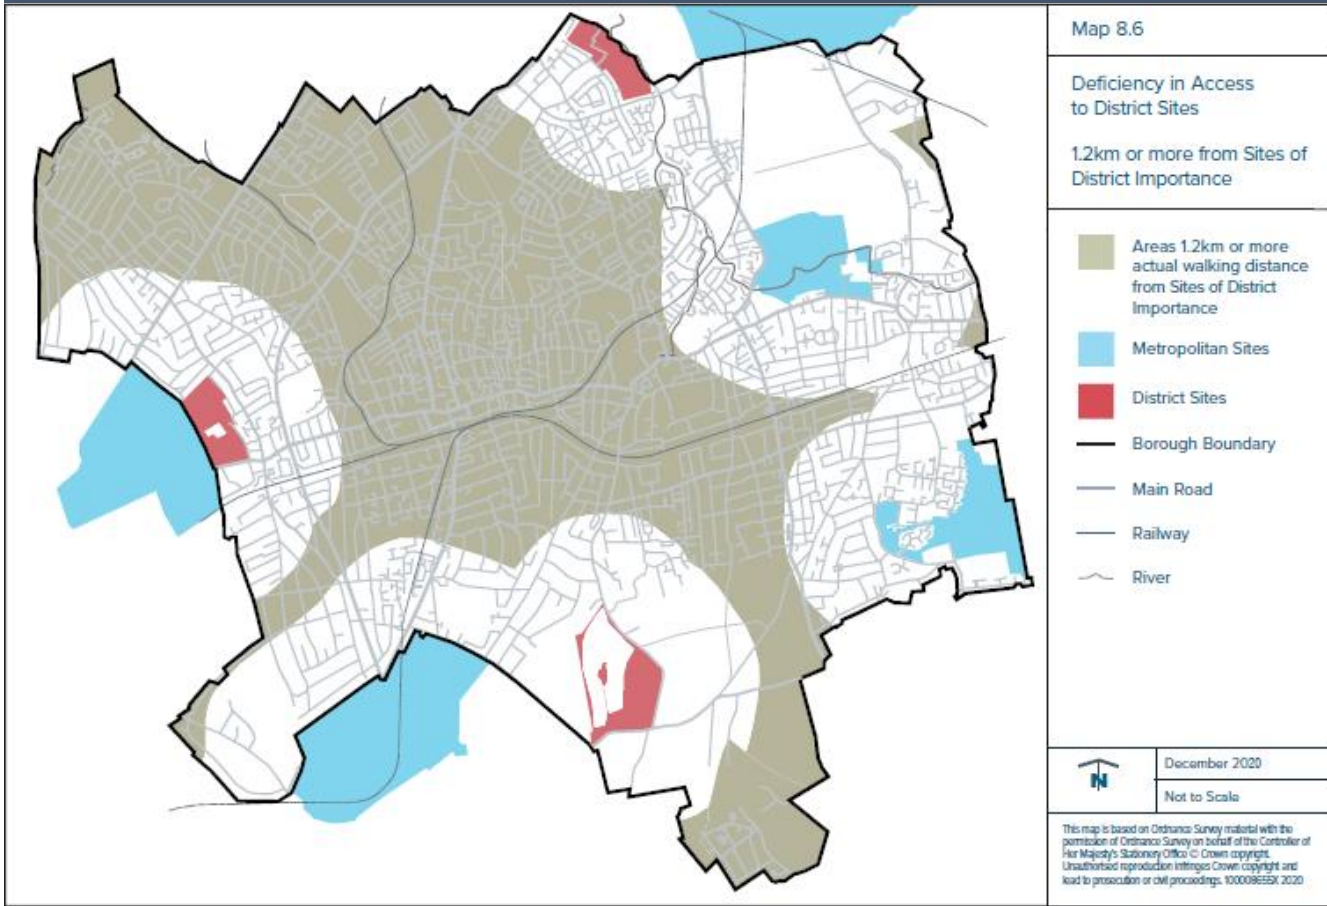 Map 8.6
Deficiency in Access
to District Sites
1.2km or more from Sites of
District Importance
Areas 1.2km or more
actual walking distance
from Sites of District
Importance
Metropolitan Sites
District Sites
Borough Boundary
Main Road
Railway
River
N
December 2020
Not to Scale
This map is based on Ordnance Survey material with the
permission of Ordnance Survey on behalf of the Controller of
Her Majesty's Stationery Office © Crown copyright.
Unauthorised reproduction infringes Crown copyright and
lead to prosecution or civil proceedings. 2020